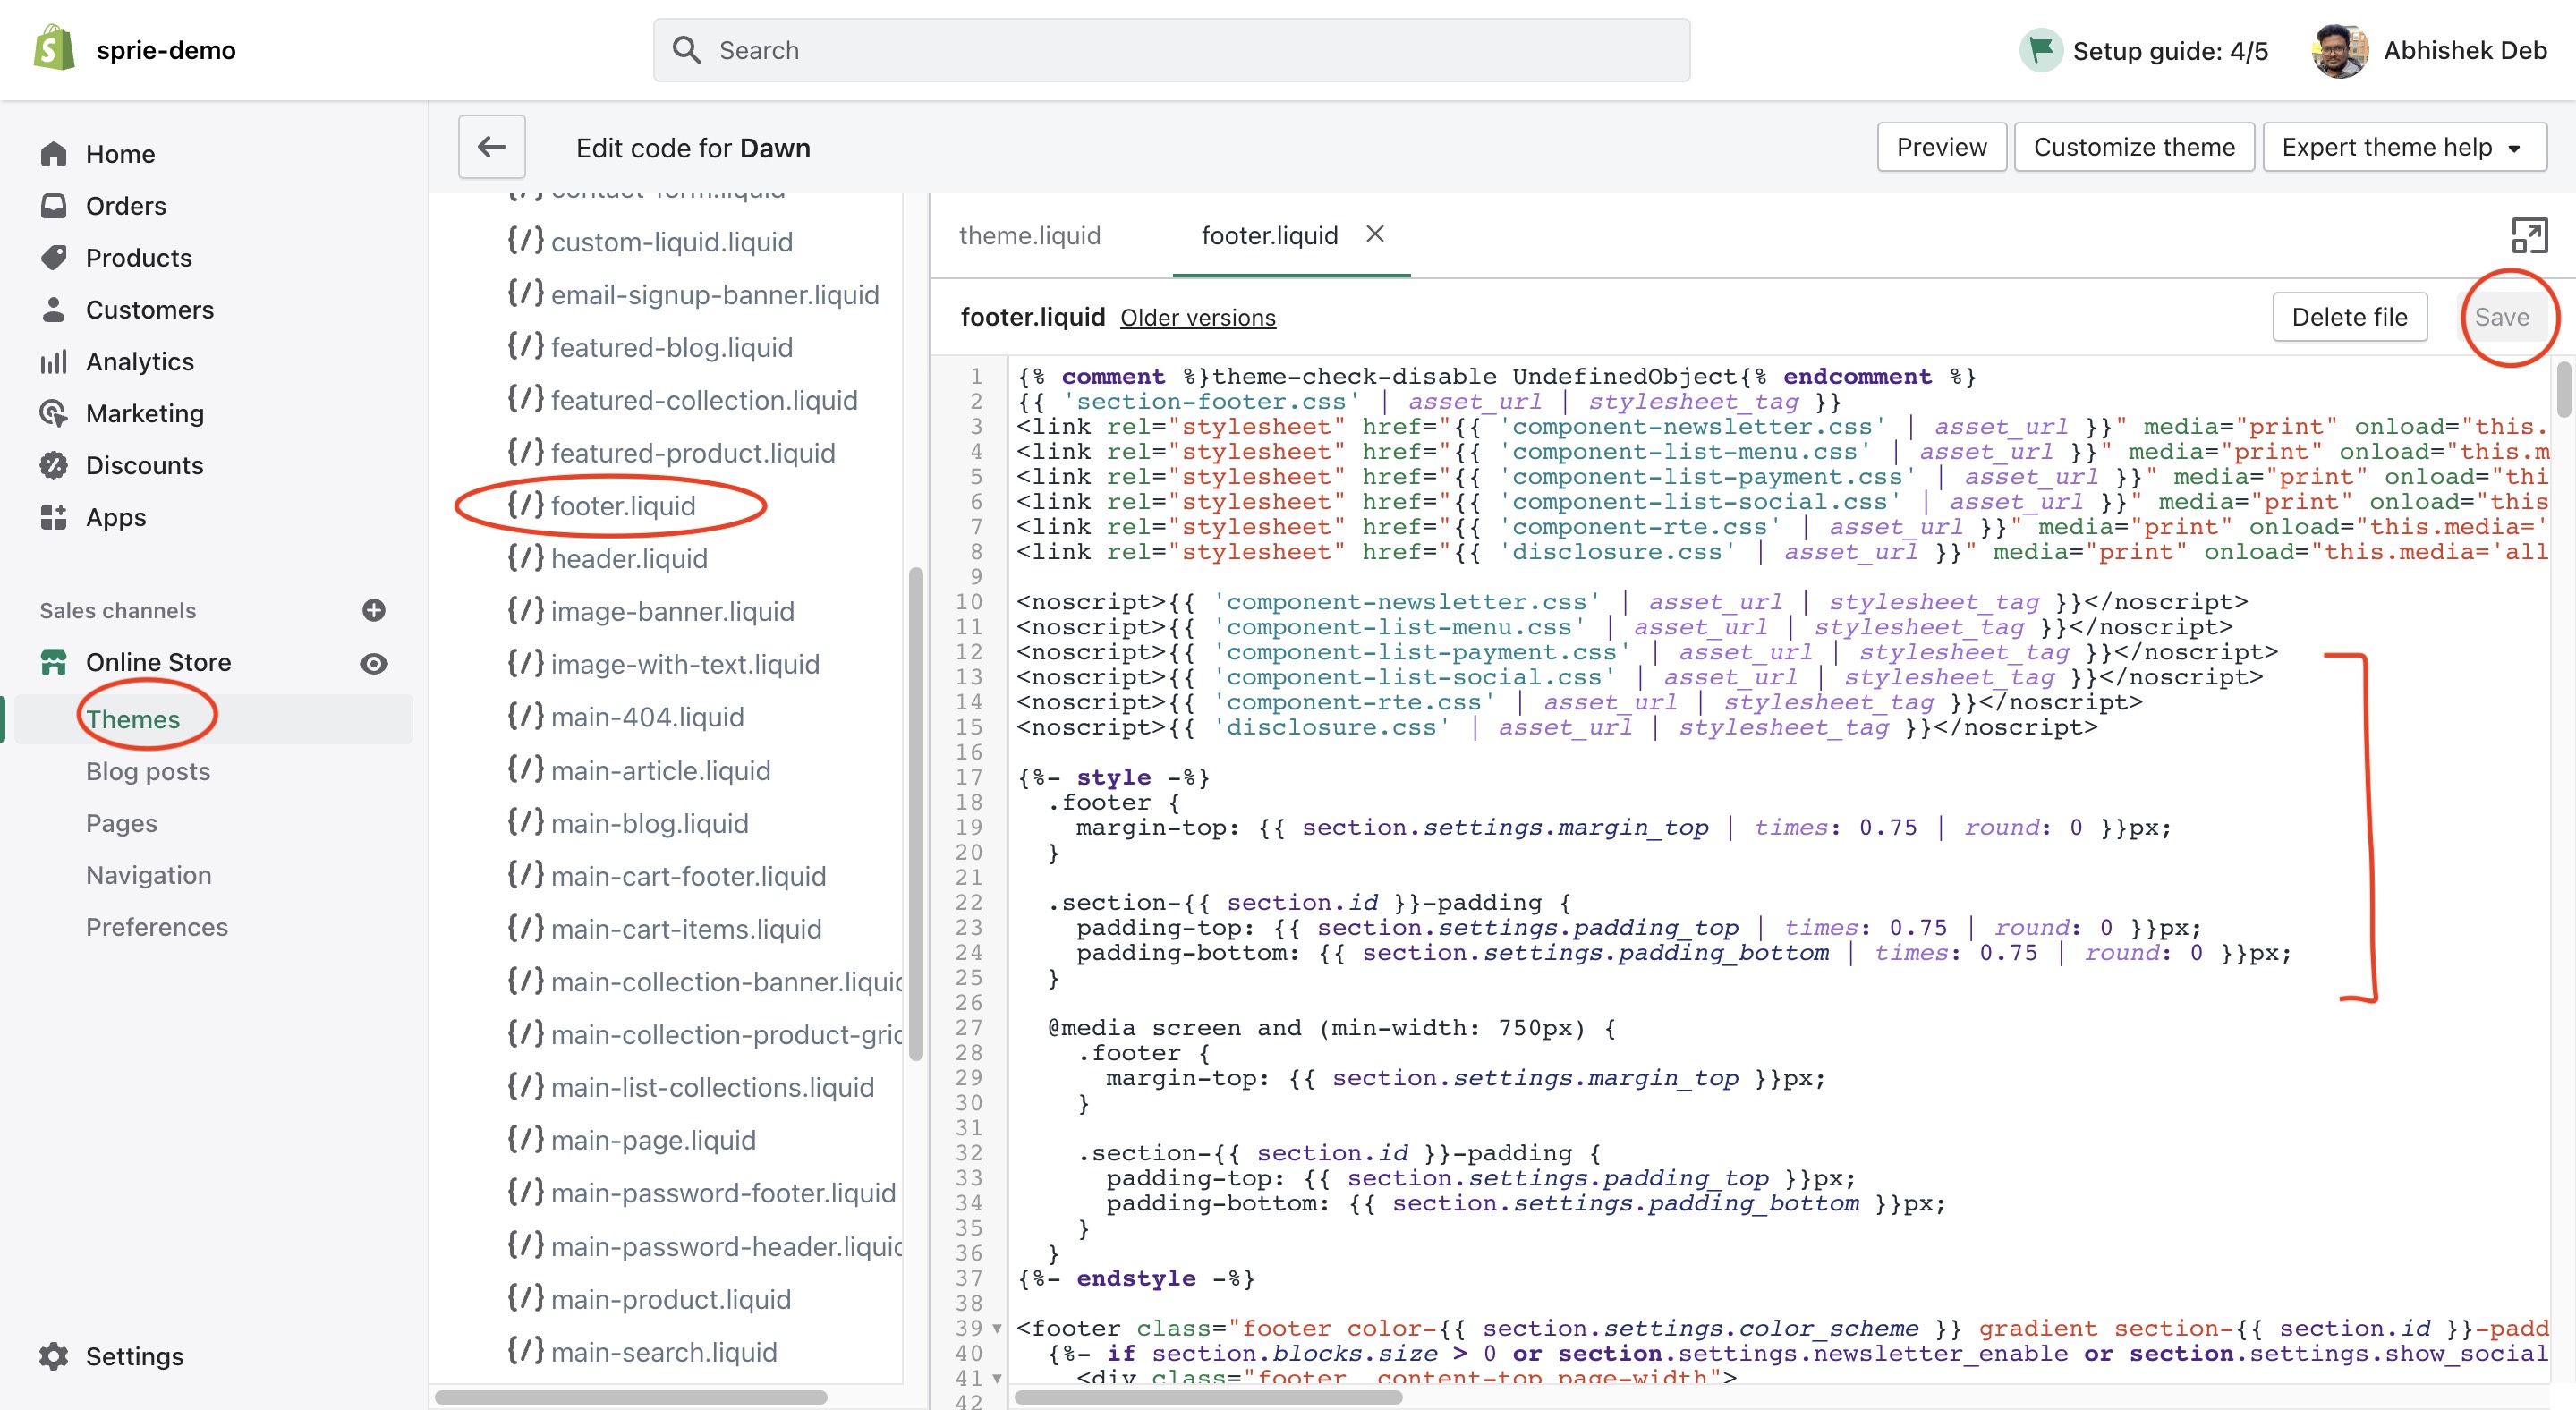 sprie-demo
Search
Setup guide: 4/5
Abhishek Deb
Home
Orders
Products
Customers
Analytics
Marketing
Discounts
Apps
Sales channels
Online Store
Themes
Blog posts
Pages
Navigation
Preferences
Settings
Edit code for Dawn
Preview
Customize theme
Expert theme help
{/} contact-form.liquid
{/} custom-liquid.liquid
{/} email-signup-banner.liquid
{/} featured-blog.liquid
{/} featured-collection.liquid
{/} featured-product.liquid
{/} footer.liquid
{/} header.liquid
{/} image-banner.liquid
{/} image-with-text.liquid
{/} main-404.liquid
{/} main-article.liquid
{/} main-blog.liquid
{/} main-cart-footer.liquid
{/} main-cart-items.liquid
{/} main-collection-banner.liquid
{/} main-collection-product-grid
{/} main-list-collections.liquid
{/} main-page.liquid
{/} main-password-footer.liquid
{/} main-password-header.liquid
{/} main-product.liquid
{/} main-search.liquid
theme.liquid
footer.liquid
footer.liquid Older versions
Delete file
Save
1 {% comment %}theme-check-disable UndefinedObject{% endcomment %}
2 {{ 'section-footer.css' | asset_url | stylesheet_tag }}
3 <link rel="stylesheet" href="{{ 'component-newsletter.css' | asset_url }}" media="print" onload="this.
4 <link rel="stylesheet" href="{{ 'component-list-menu.css' | asset_url }}" media="print" onload="this.m
5 <link rel="stylesheet" href="{{ 'component-list-payment.css' | asset_url }}" media="print" onload="thi
6 <link rel="stylesheet" href="{{ 'component-list-social.css' | asset_url }}" media="print" onload="this
7 <link rel="stylesheet" href="{{ 'component-rte.css' | asset_url }}" media="print" onload="this.media='
8 <link rel="stylesheet" href="{{ 'disclosure.css' | asset_url }}" media="print" onload="this.media='all
9
10 <noscript>{{ 'component-newsletter.css' | asset_url | stylesheet_tag }}</noscript>
11 <noscript>{{ 'component-list-menu.css' | asset_url | stylesheet_tag }}</noscript>
12 <noscript>{{ 'component-list-payment.css' | asset_url | stylesheet_tag }}</noscript>
13 <noscript>{{ 'component-list-social.css' | asset_url | stylesheet_tag }}</noscript>
14 <noscript>{{ 'component-rte.css' | asset_url | stylesheet_tag }}</noscript>
15 <noscript>{{ 'disclosure.css' | asset_url | stylesheet_tag }}</noscript>
16
17 {%- style -%}
18 .footer {
19 margin-top: {{ section.settings.margin_top | times: 0.75 | round: 0 }}px;
20 }
21
22 .section-{{ section.id }}-padding {
23 padding-top: {{ section.settings.padding_top | times: 0.75 | round: 0 }}px;
24 padding-bottom: {{ section.settings.padding_bottom | times: 0.75 | round: 0 }}px;
25 }
26
27 @media screen and (min-width: 750px) {
28 .footer {
29 margin-top: {{ section.settings.margin_top }}px;
30 }
31
32 .section-{{ section.id }}-padding {
33 padding-top: {{ section.settings.padding_top }}px;
34 padding-bottom: {{ section.settings.padding_bottom }}px;
35 }
36 }
37 {%- endstyle -%}
38
39 <footer class="footer color-{{ section.settings.color_scheme }} gradient section-{{ section.id }}-padd
40 {%- if section.blocks.size > 0 or section.settings.newsletter_enable or section.settings.show_social
41 <div class="footer__content-top page-width">
42